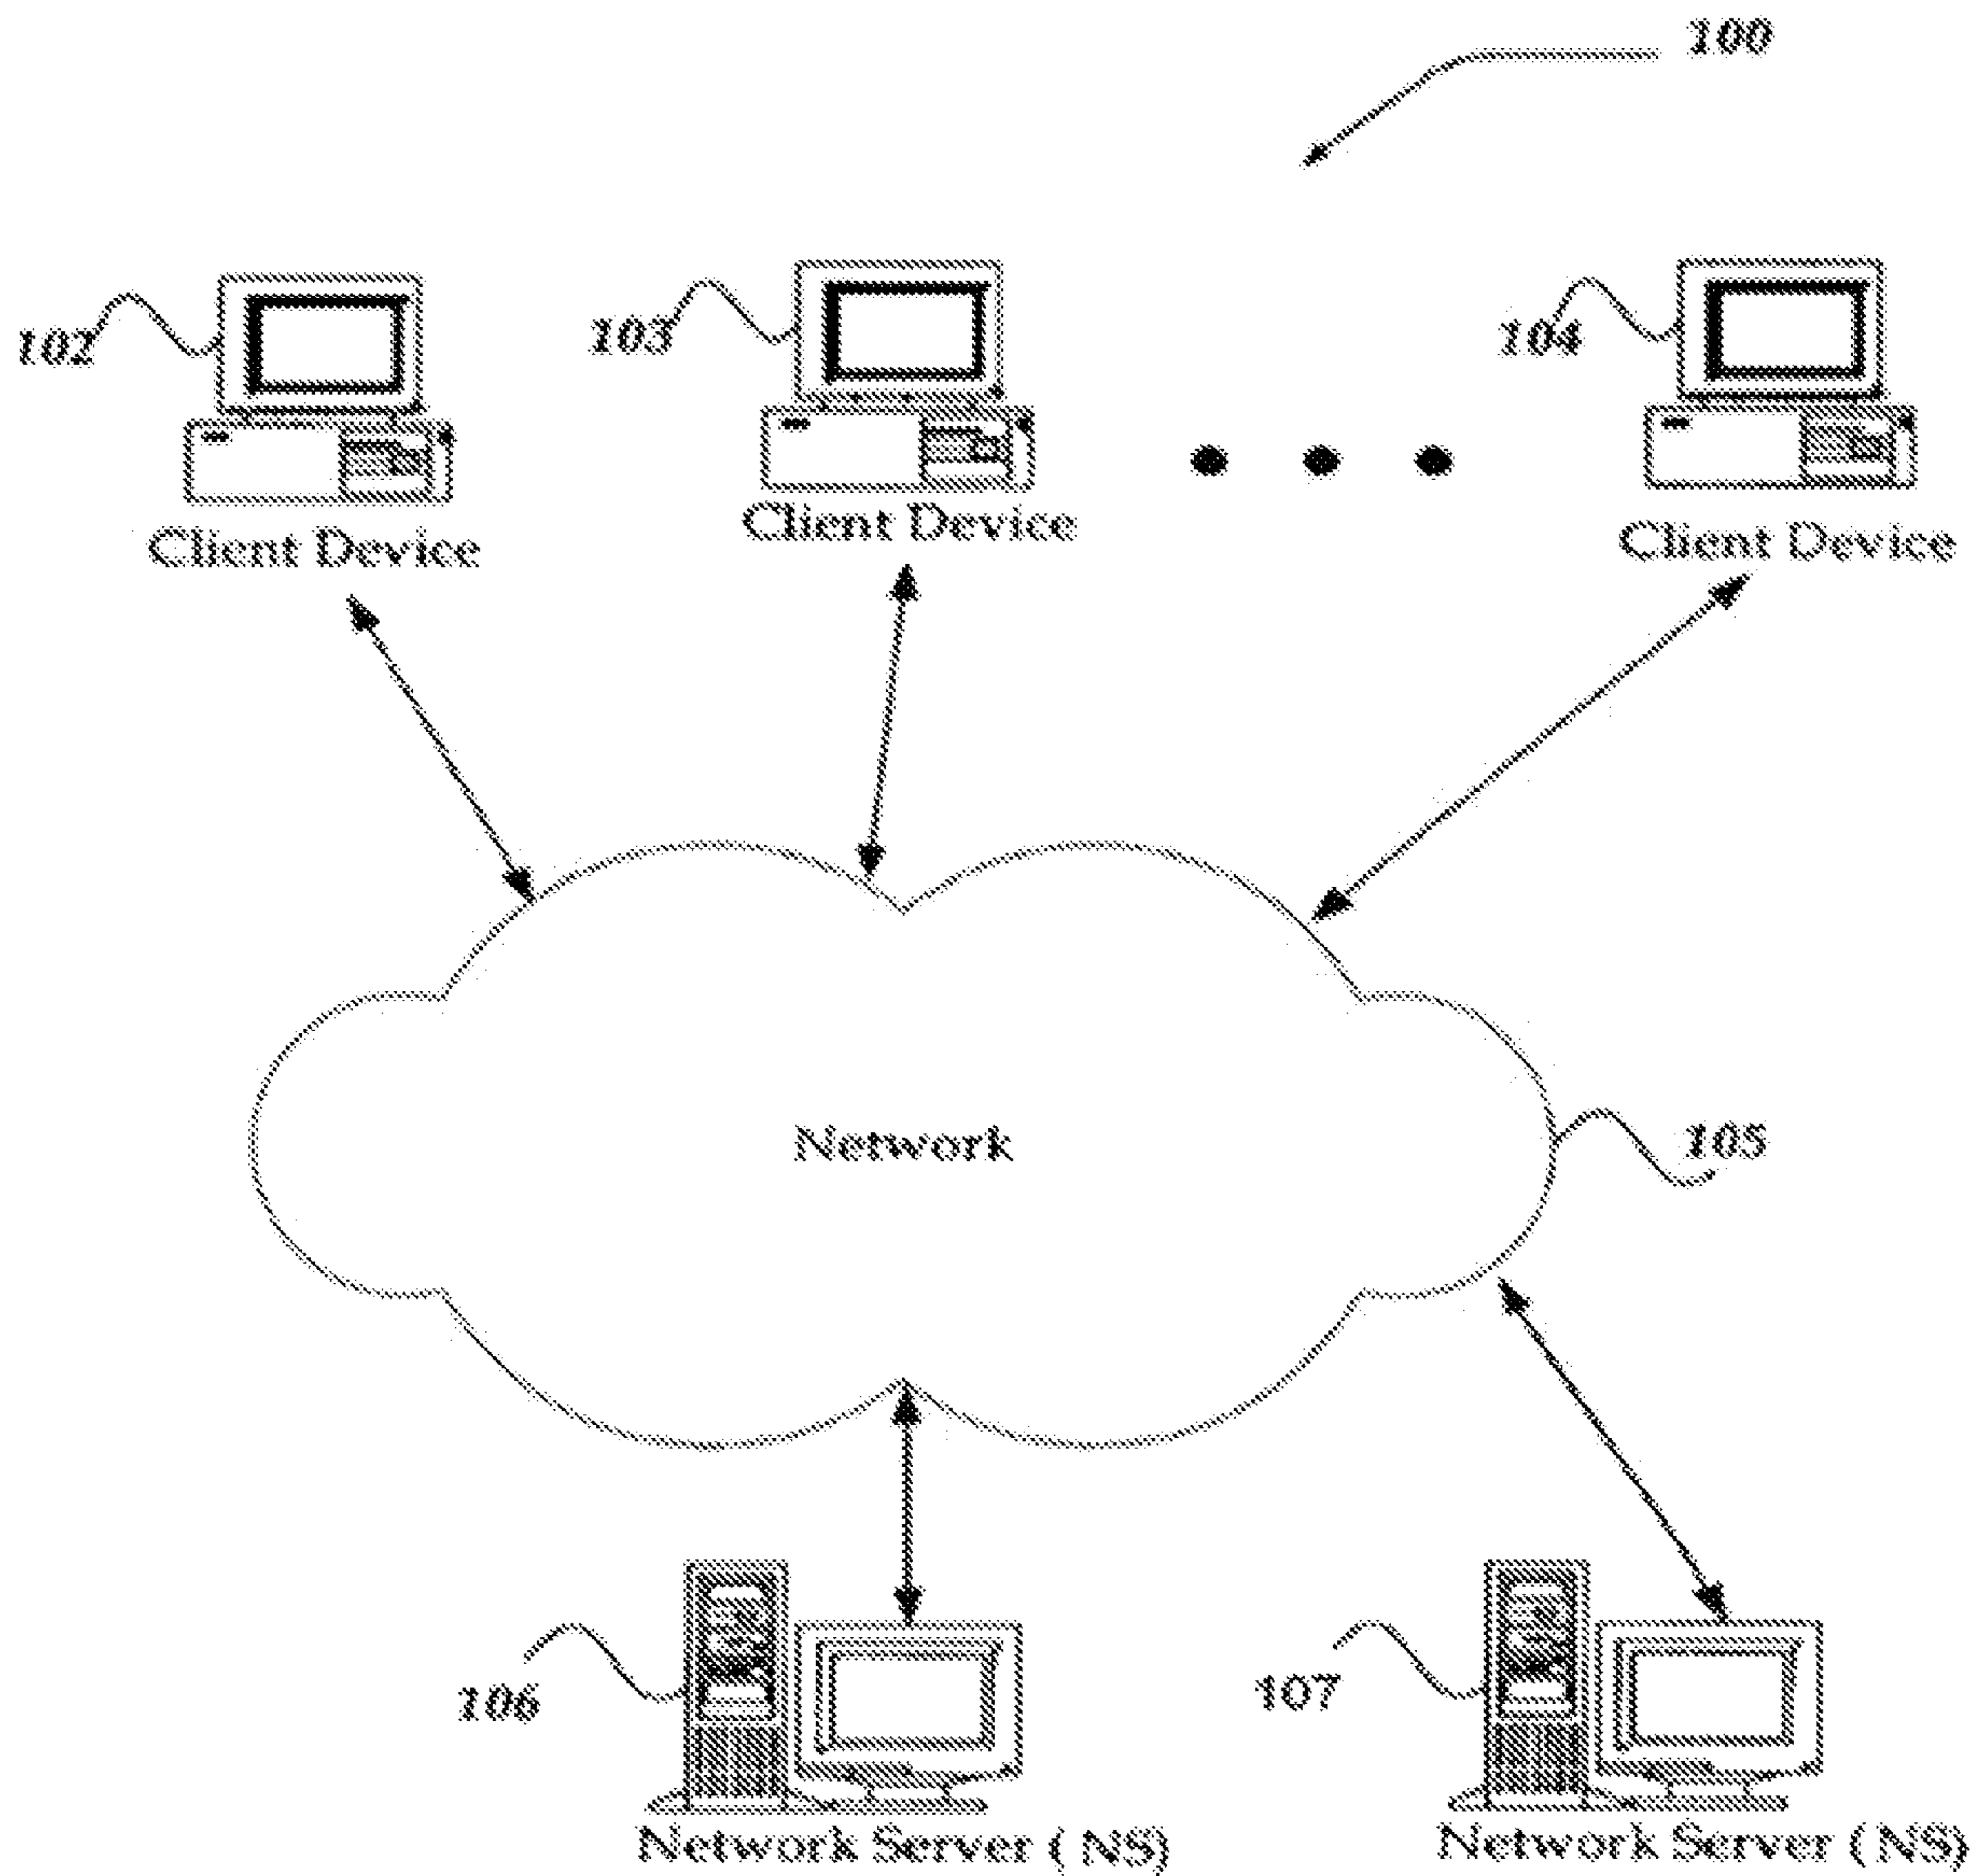 100
102
103
104
Client Device
Client Device
Client Device
Network
105
106
107
Network Server (NS)
Network Server (NS)